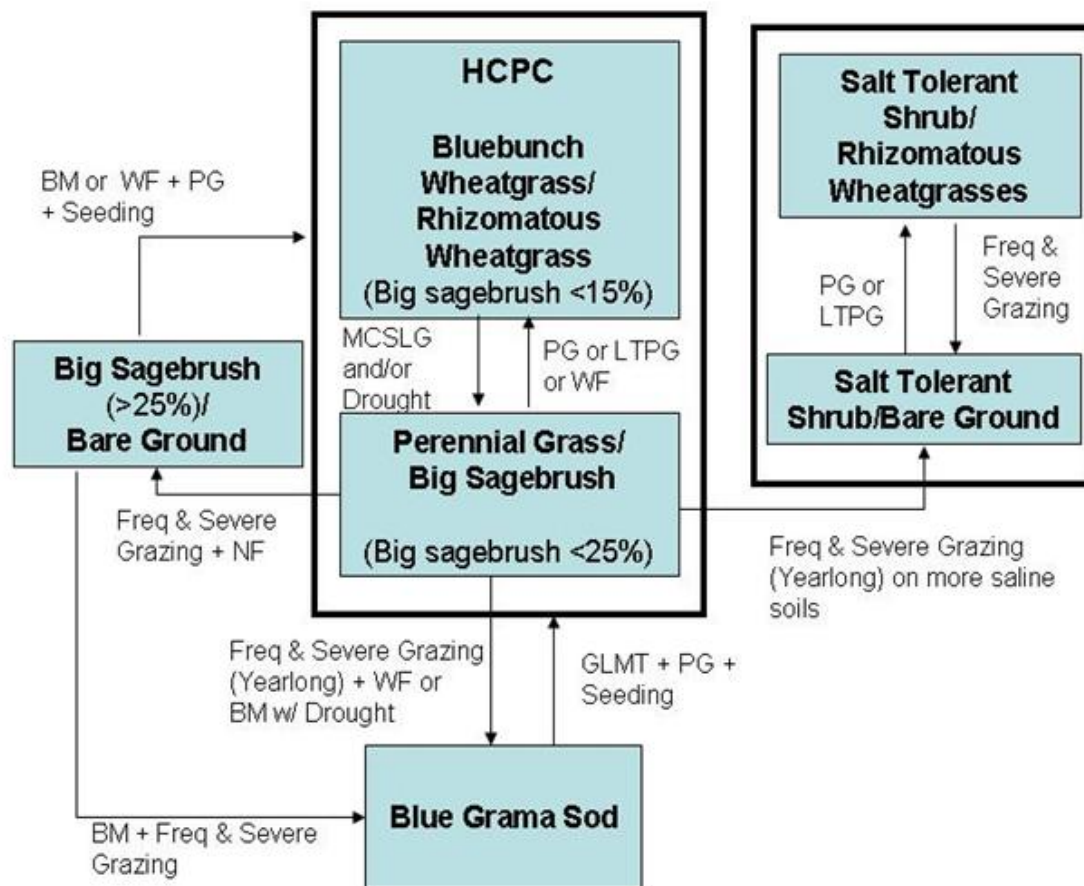 HCPC
Bluebunch
Wheatgrass/
Rhizomatous
Wheatgrass
(Big sagebrush <15%)
Salt Tolerant
Shrub/
Rhizomatous
Wheatgrasses
BM or WF + PG
+ Seeding
MCSLG
and/or
Drought
PG or LTPG
or WF
PG or
LTPG
Freq &
Severe
Grazing
Big Sagebrush
(>25%)/
Bare Ground
Perennial Grass/
Big Sagebrush
(Big sagebrush <25%)
Salt Tolerant
Shrub/Bare Ground
Freq & Severe
Grazing + NF
Freq & Severe Grazing
(Yearlong) on more saline
soils
Freq & Severe Grazing
(Yearlong) + WF or
BM w/ Drought
GLMT + PG +
Seeding
Blue Grama Sod
BM + Freq & Severe
Grazing